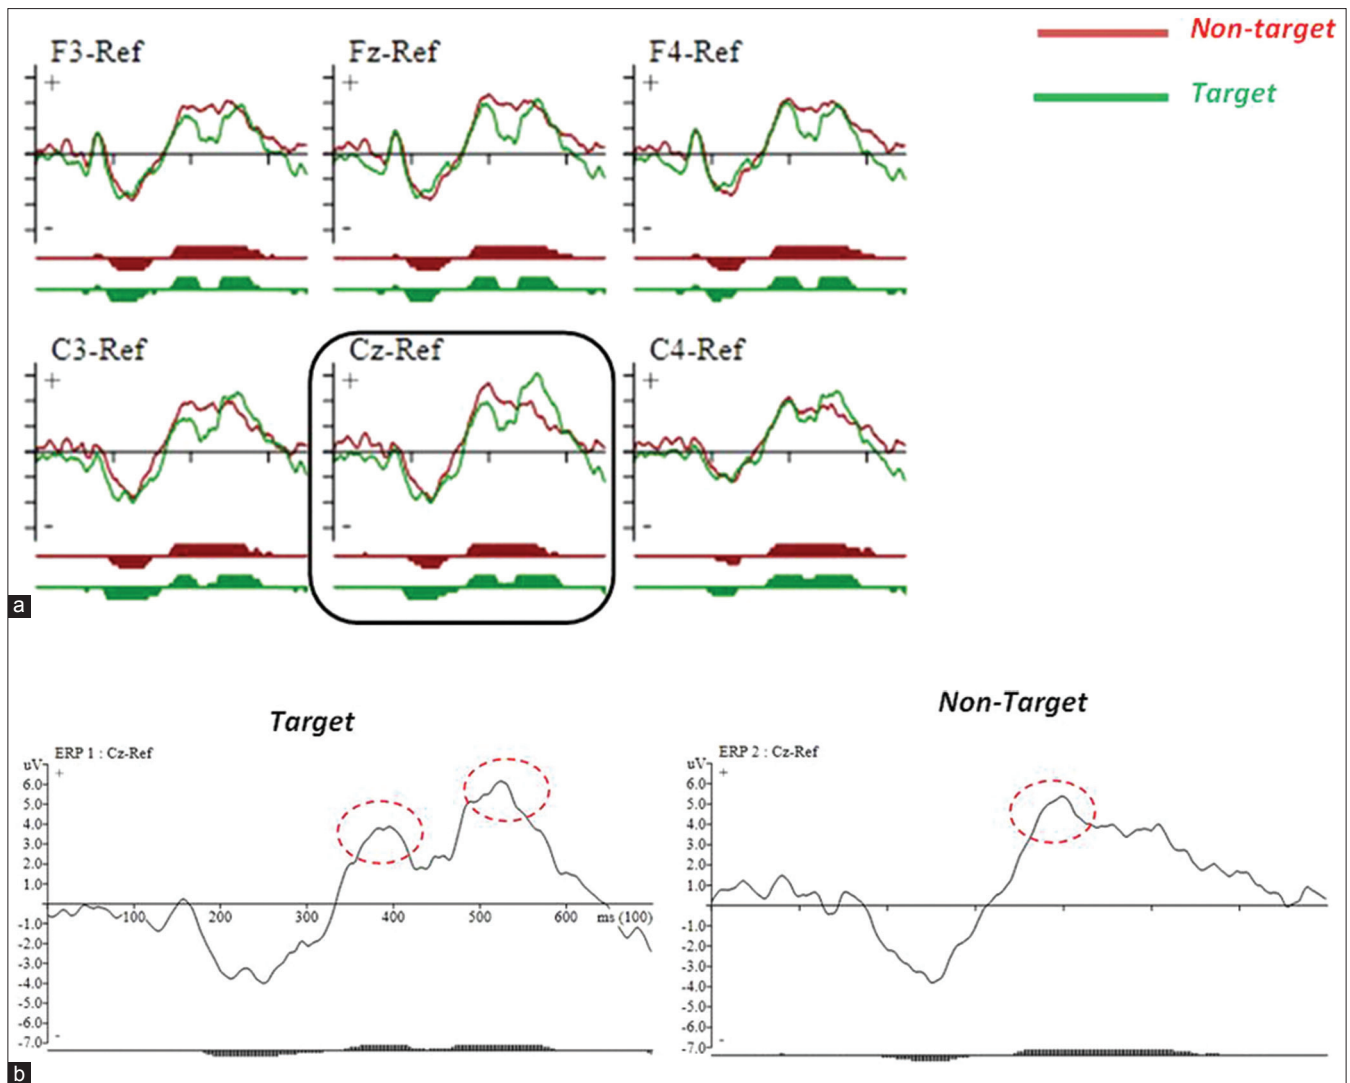 F3-Ref
Fz-Ref
F4-Ref
Non-target
Target
+
+
+
-
-
-
C3-Ref
Cz-Ref
C4-Ref
+
+
+
-
-
-
a
Target
Non-Target
ERP 1 : Cz-Ref
uV
+
6.0
5.0
4.0
3.0
2.0
1.0
-1.0
-2.0
-3.0
-4.0
-5.0
-6.0
-7.0
-
100 200 300 400 500 600 ms (100)
ERP 2 : Cz-Ref
uV
+
6.0
5.0
4.0
3.0
2.0
1.0
-1.0
-2.0
-3.0
-4.0
-5.0
-6.0
-7.0
-
b